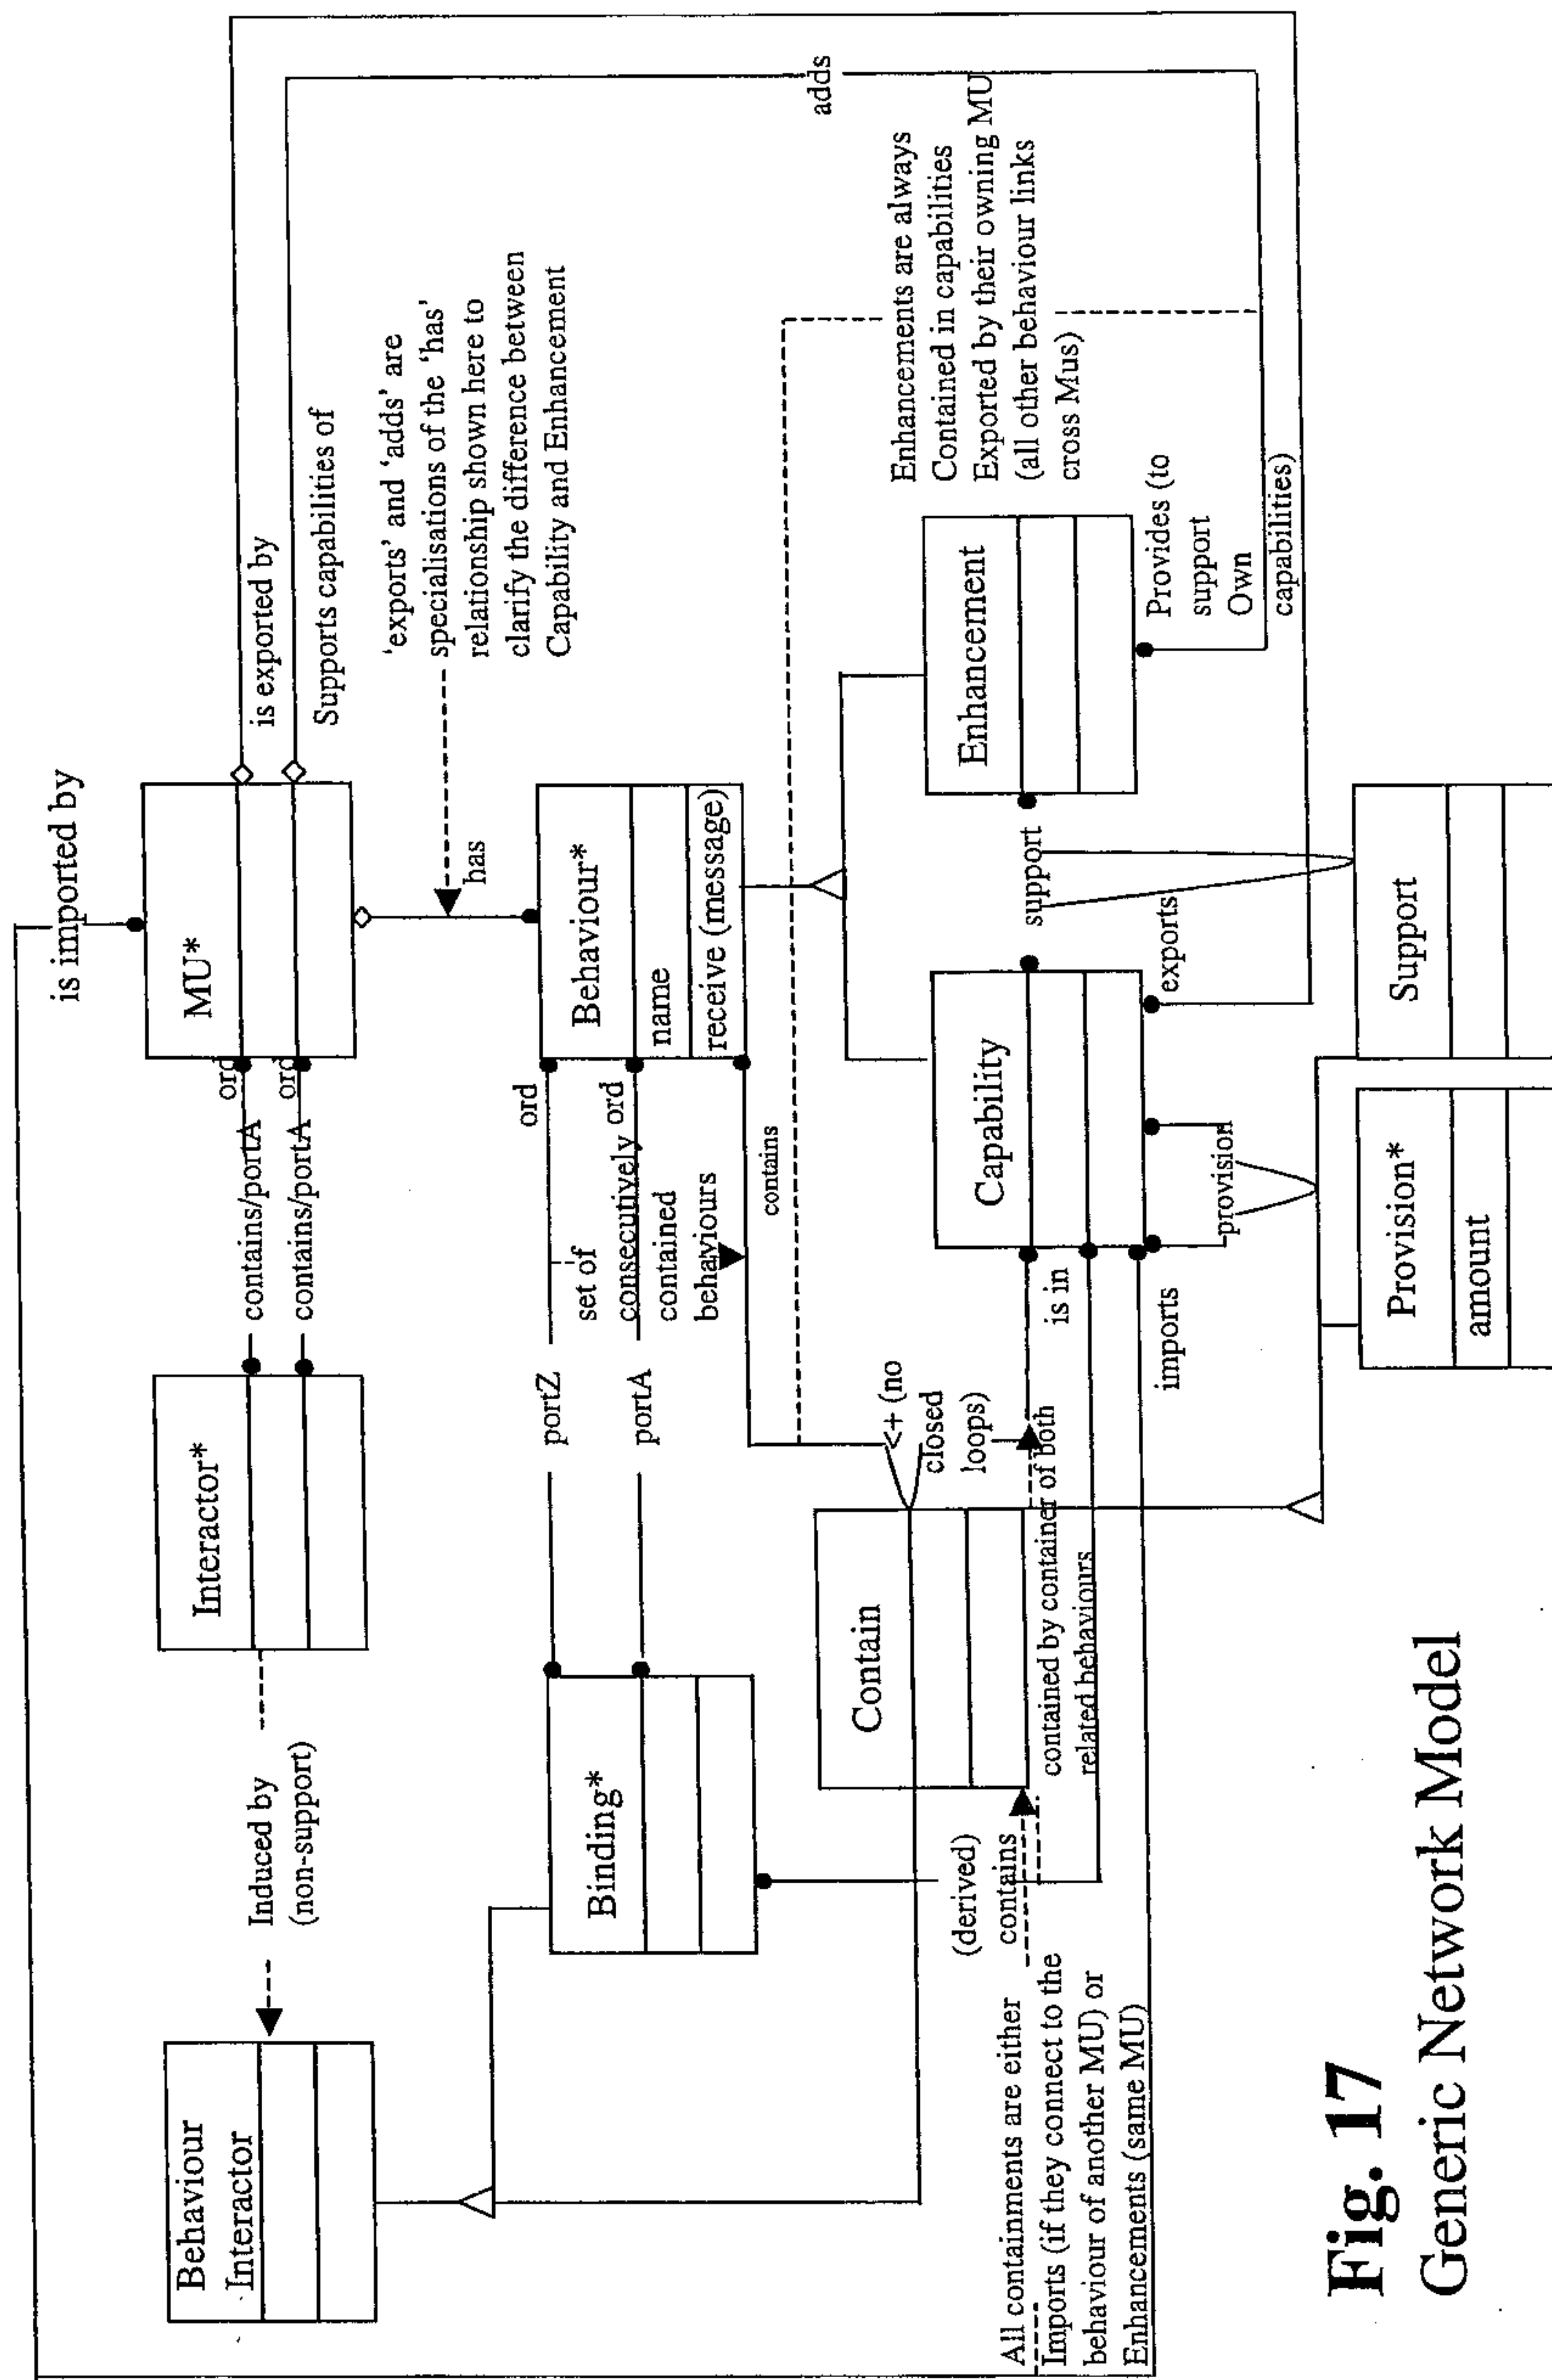 is imported by
MU*
is exported by
Supports capabilities of
adds
ord
ord
contains/portA
contains/portA
Interactor*
Induced by
(non-support)
Behaviour
Interactor
'exports' and 'adds' are
specialisations of the 'has'
relationship shown here to
clarify the difference between
Capability and Enhancement
has
Behaviour*
name
receive (message)
ord
ord
portZ
portA
set of
consecutively
contained
behaviours
contains
Binding*
Enhancements are always
Contained in capabilities
Exported by their owning MU
(all other behaviour links
cross Mus)
Enhancement
Provides (to
support
Own
capabilities)
support
Capability
exports
provision
is in
imports
<+ (no
closed
loops)
Contain
contained by container of both
related behaviours
(derived)
contains
All containments are either
Imports (if they connect to the
behaviour of another MU) or
Enhancements (same MU)
Support
Provision*
amount
Fig. 17
Generic Network Model